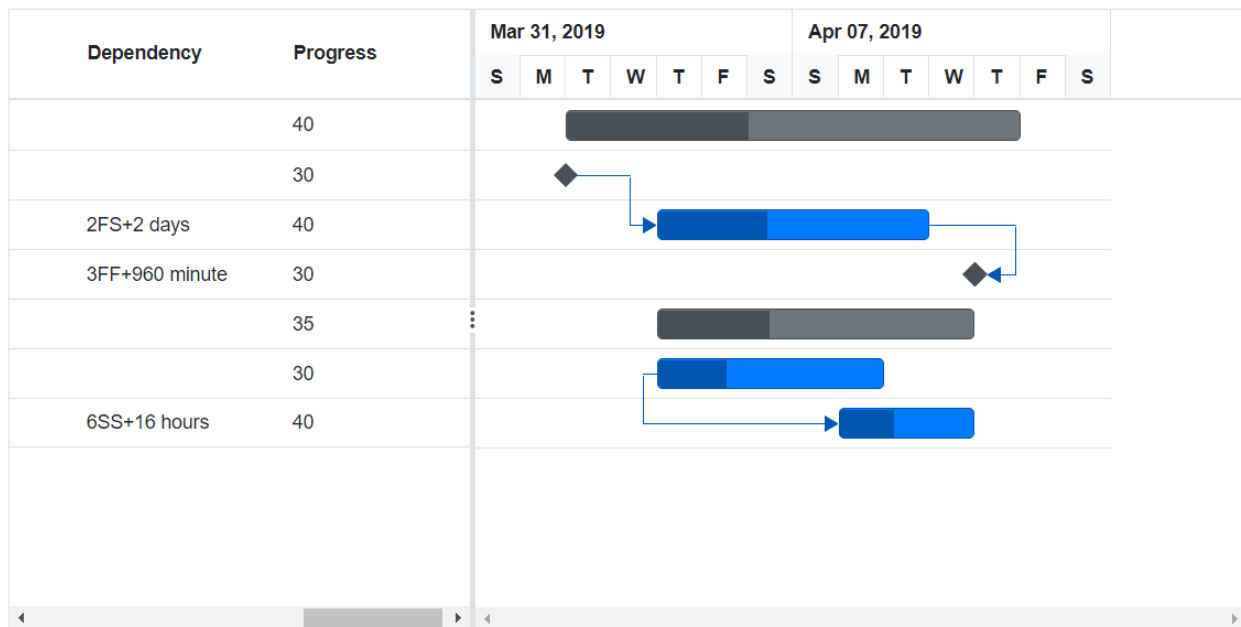 Dependency Progress Mar 31, 2019 Apr 07, 2019
S M T W T F S S M T W T F S
40
30
2FS+2 days 40
3FF+960 minute 30
35
30
6SS+16 hours 40